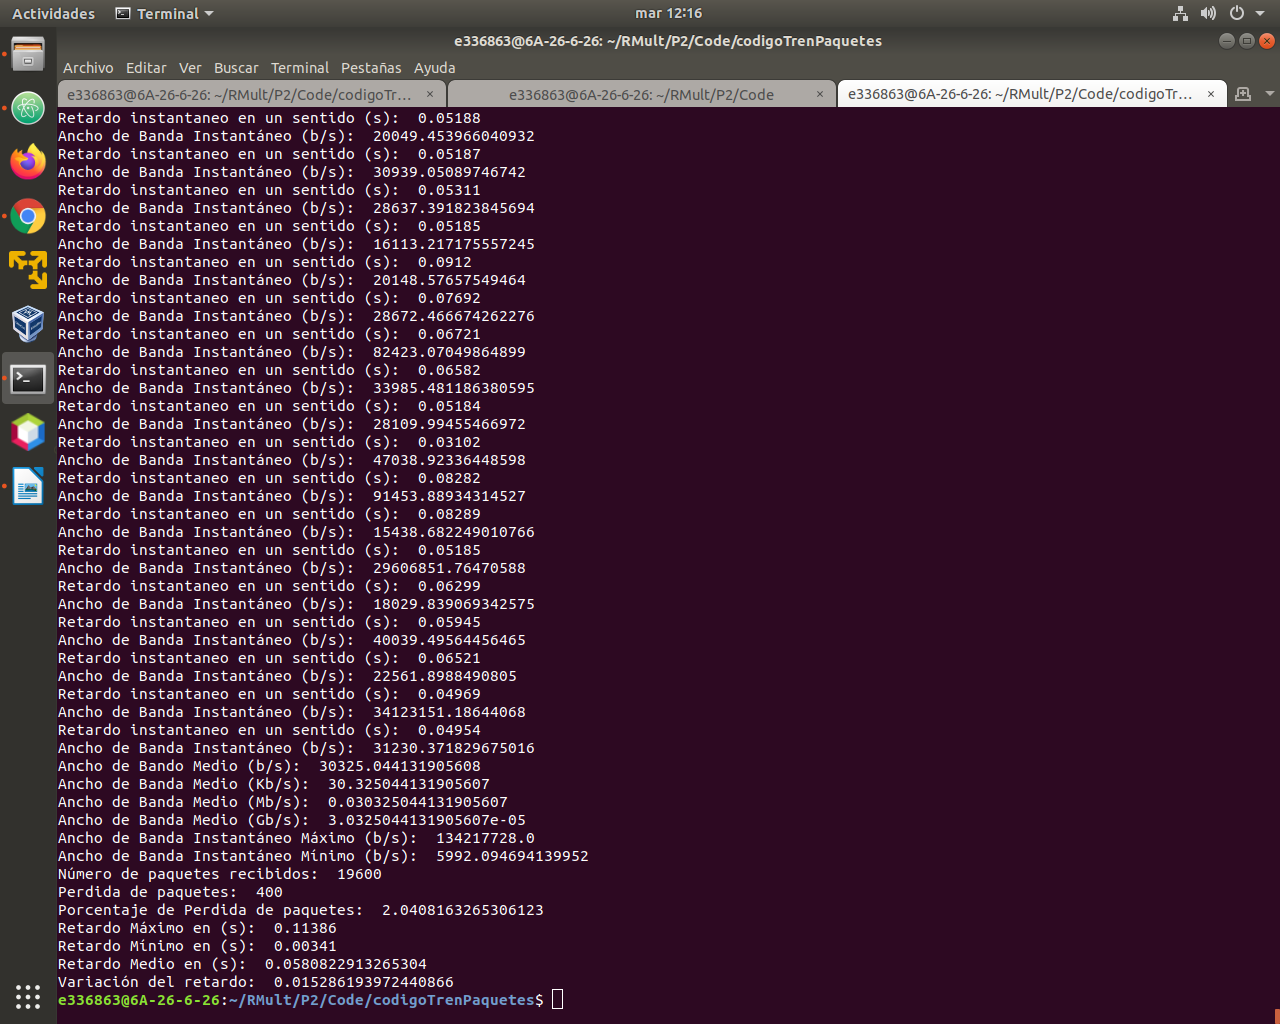 Actividades Terminal mar 12:16
e336863@6A-26-6-26: ~/RMult/P2/Code/codigoTrenPaquetes
Archivo Editar Ver Buscar Terminal Pestañas Ayuda
e336863@6A-26-6-26: ~/RMult/P2/Code/codigoTr... × e336863@6A-26-6-26: ~/RMult/P2/Code × e336863@6A-26-6-26: ~/RMult/P2/Code/codigoTr... ×
Retardo instantaneo en un sentido (s):  0.05188
Ancho de Banda Instantáneo (b/s):  20049.453966040932
Retardo instantaneo en un sentido (s):  0.05187
Ancho de Banda Instantáneo (b/s):  30939.05089746742
Retardo instantaneo en un sentido (s):  0.05311
Ancho de Banda Instantáneo (b/s):  28637.391823845694
Retardo instantaneo en un sentido (s):  0.05185
Ancho de Banda Instantáneo (b/s):  16113.217175557245
Retardo instantaneo en un sentido (s):  0.0912
Ancho de Banda Instantáneo (b/s):  20148.57657549464
Retardo instantaneo en un sentido (s):  0.07692
Ancho de Banda Instantáneo (b/s):  28672.466674262276
Retardo instantaneo en un sentido (s):  0.06721
Ancho de Banda Instantáneo (b/s):  82423.07049864899
Retardo instantaneo en un sentido (s):  0.06582
Ancho de Banda Instantáneo (b/s):  33985.481186380595
Retardo instantaneo en un sentido (s):  0.05184
Ancho de Banda Instantáneo (b/s):  28109.99455466972
Retardo instantaneo en un sentido (s):  0.03102
Ancho de Banda Instantáneo (b/s):  47038.92336448598
Retardo instantaneo en un sentido (s):  0.08282
Ancho de Banda Instantáneo (b/s):  91453.88934314527
Retardo instantaneo en un sentido (s):  0.08289
Ancho de Banda Instantáneo (b/s):  15438.682249010766
Retardo instantaneo en un sentido (s):  0.05185
Ancho de Banda Instantáneo (b/s):  29606851.76470588
Retardo instantaneo en un sentido (s):  0.06299
Ancho de Banda Instantáneo (b/s):  18029.839069342575
Retardo instantaneo en un sentido (s):  0.05945
Ancho de Banda Instantáneo (b/s):  40039.49564456465
Retardo instantaneo en un sentido (s):  0.06521
Ancho de Banda Instantáneo (b/s):  22561.8988490805
Retardo instantaneo en un sentido (s):  0.04969
Ancho de Banda Instantáneo (b/s):  34123151.18644068
Retardo instantaneo en un sentido (s):  0.04954
Ancho de Banda Instantáneo (b/s):  31230.371829675016
Ancho de Bando Medio (b/s):  30325.044131905608
Ancho de Banda Medio (Kb/s):  30.325044131905607
Ancho de Banda Medio (Mb/s):  0.030325044131905607
Ancho de Banda Medio (Gb/s):  3.0325044131905607e-05
Ancho de Banda Instantáneo Máximo (b/s):  134217728.0
Ancho de Banda Instantáneo Mínimo (b/s):  5992.094694139952
Número de paquetes recibidos:  19600
Perdida de paquetes:  400
Porcentaje de Perdida de paquetes:  2.0408163265306123
Retardo Máximo en (s):  0.11386
Retardo Mínimo en (s):  0.00341
Retardo Medio en (s):  0.0580822913265304
Variación del retardo:  0.015286193972440866
e336863@6A-26-6-26:~/RMult/P2/Code/codigoTrenPaquetes$